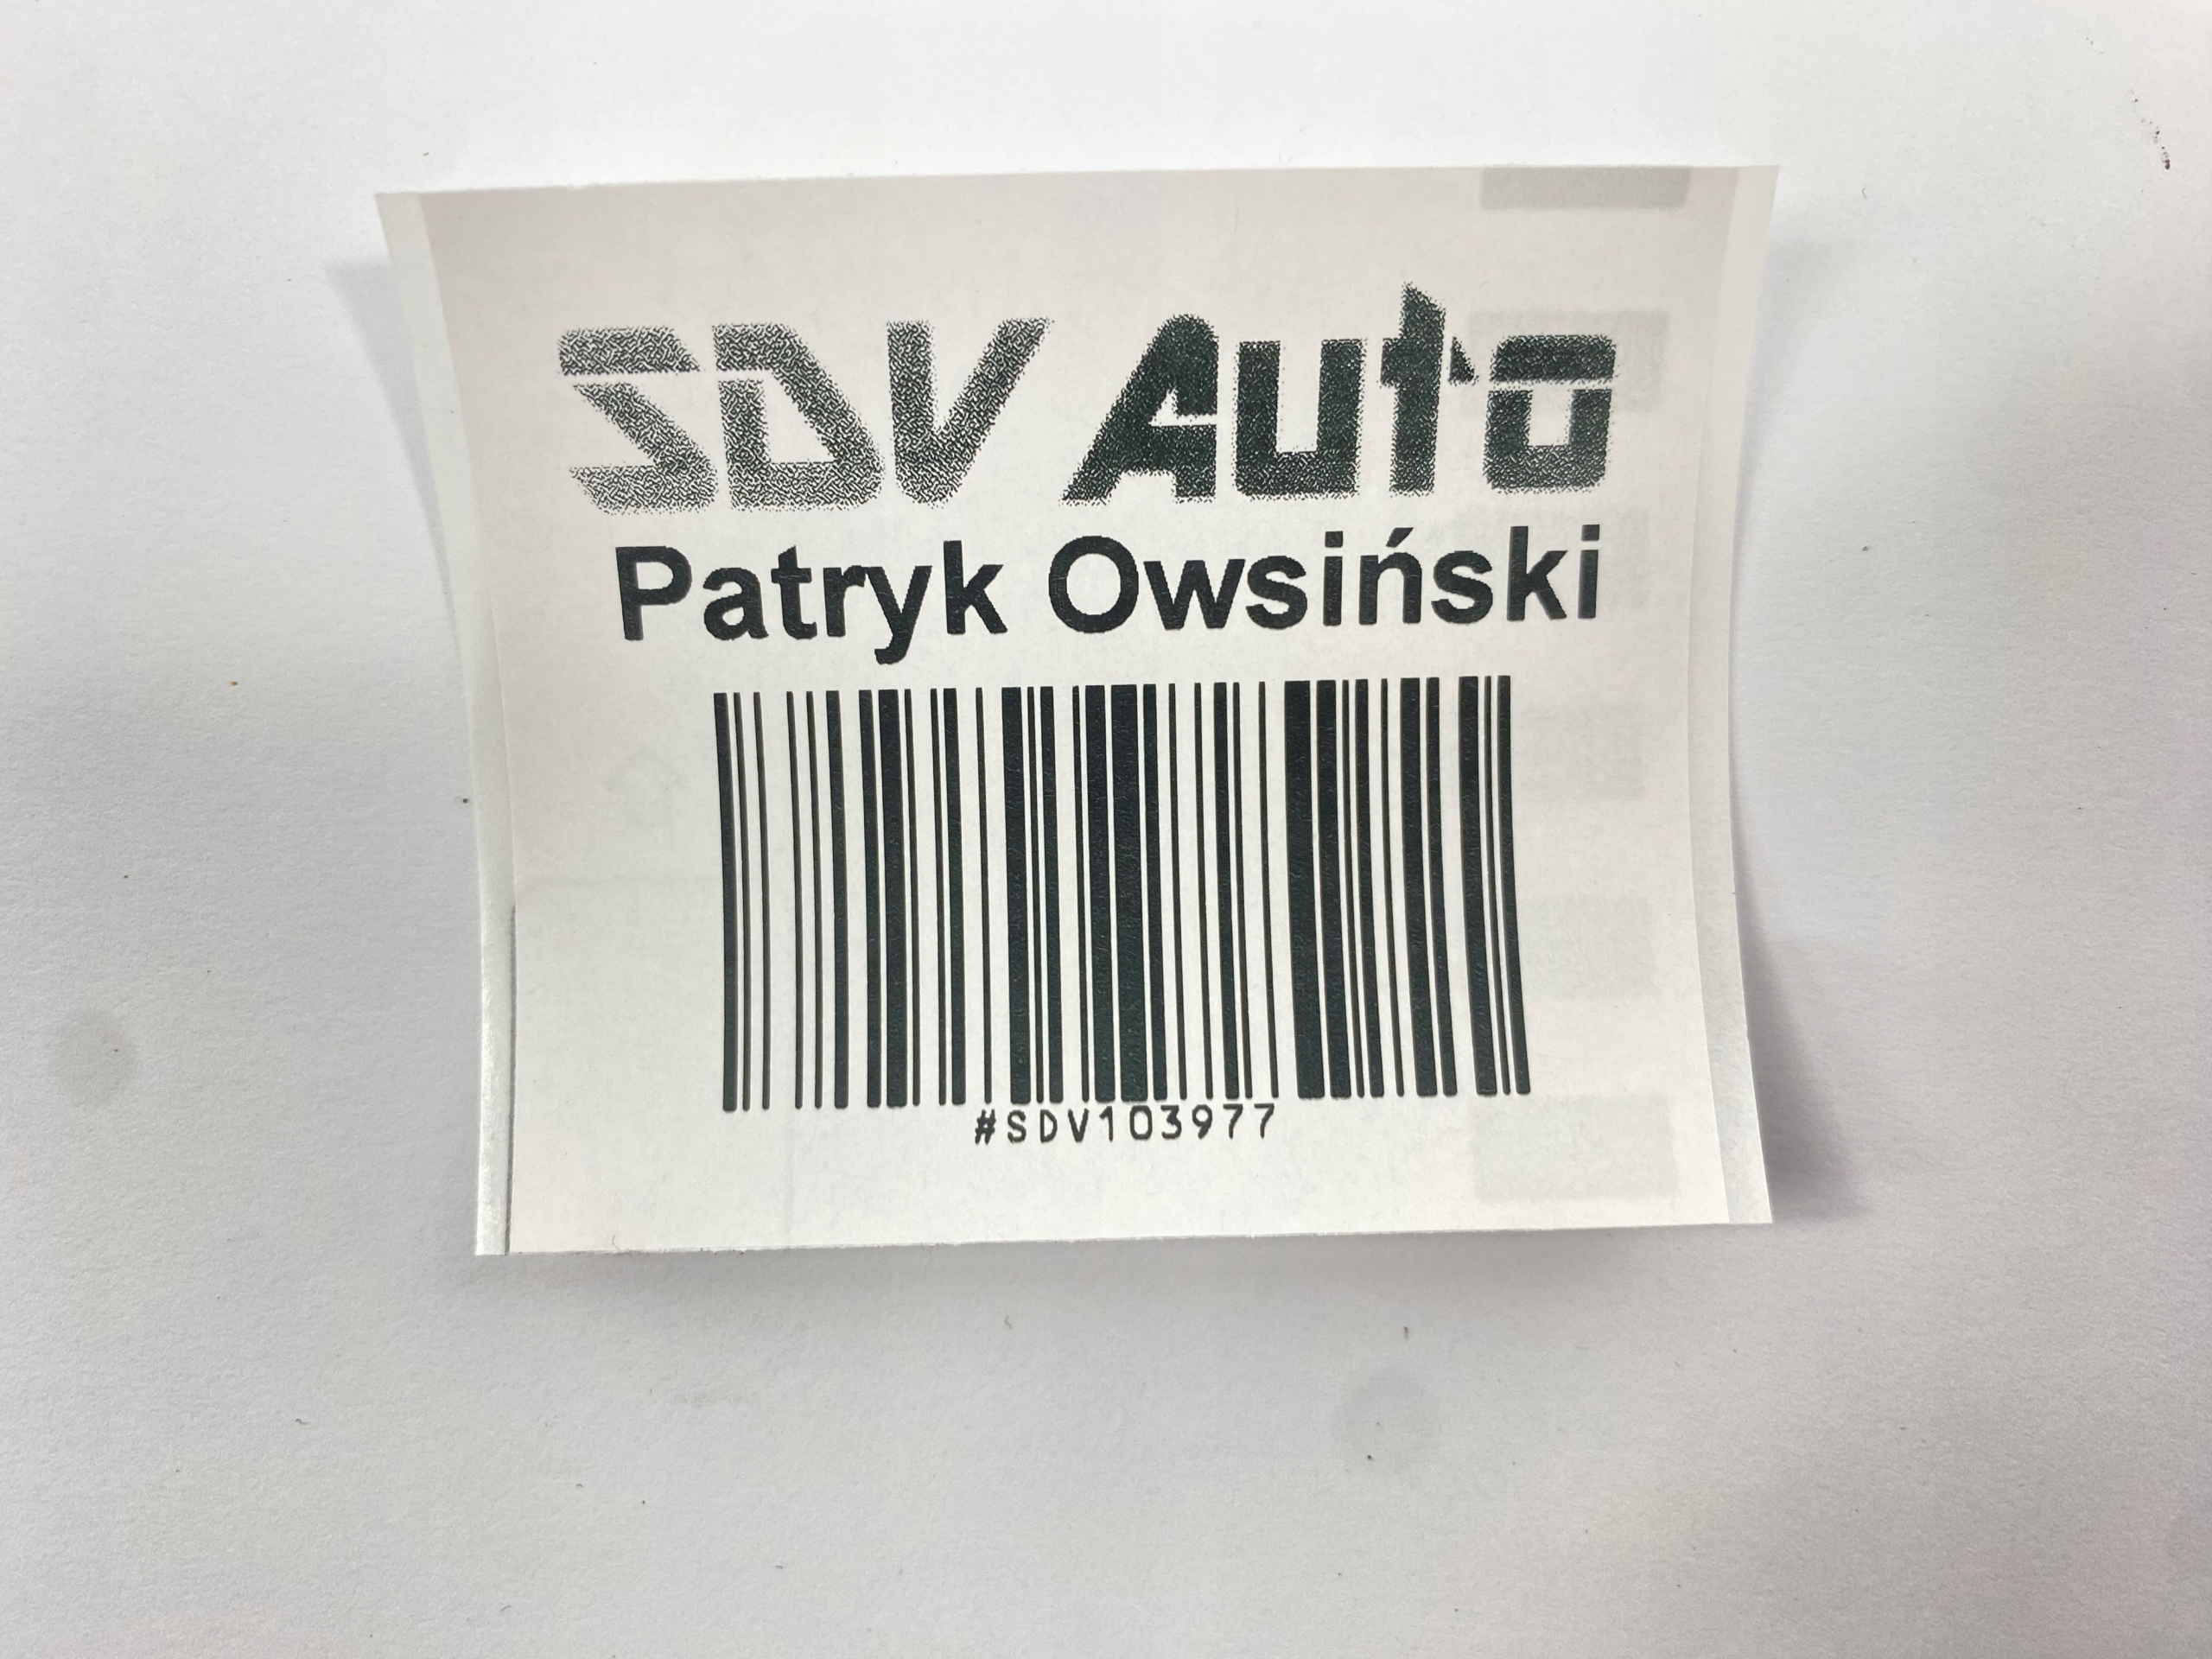 SDV Auto
Patryk Owsiński
#SDV103977